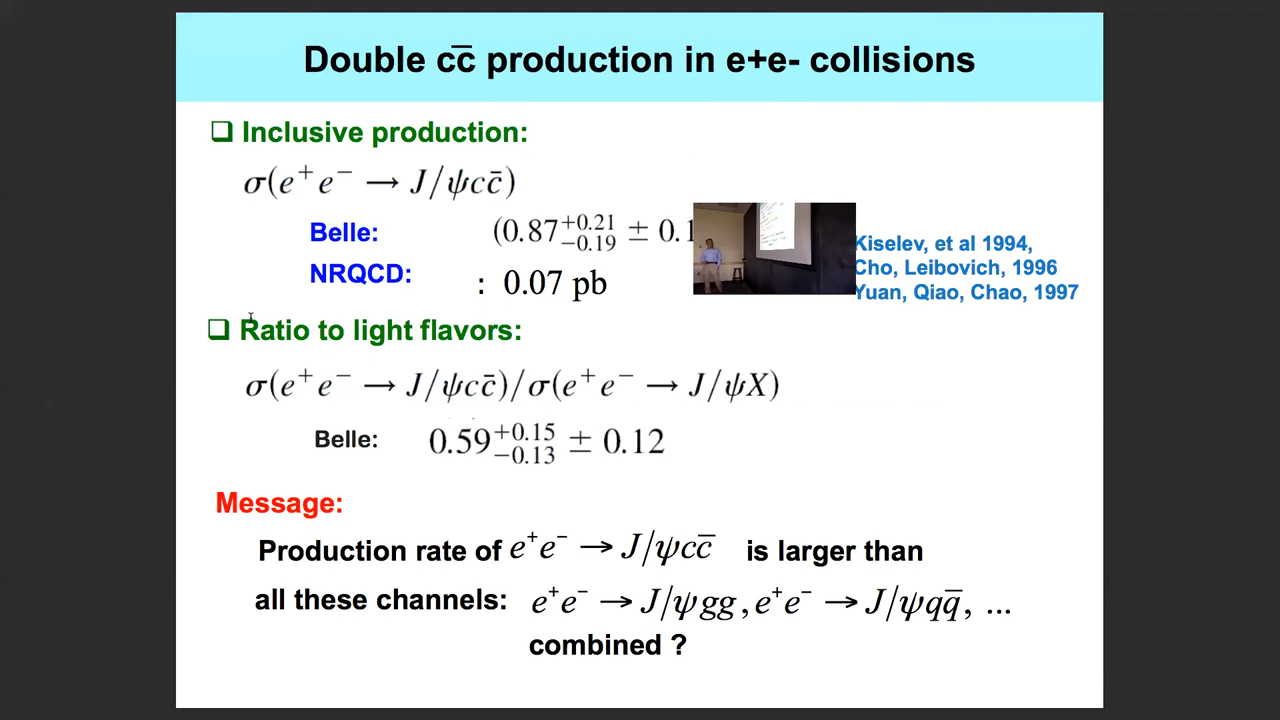 Double cc̄ production in e+e- collisions
❑ Inclusive production:
σ(e⁺e⁻ → J/ψcc̄)
Belle: (0.87 +0.21 −0.19 ± 0.1
NRQCD: : 0.07 pb
Kiselev, et al 1994,
Cho, Leibovich, 1996
Yuan, Qiao, Chao, 1997
❑ Ratio to light flavors:
σ(e⁺e⁻ → J/ψcc̄)/σ(e⁺e⁻ → J/ψX)
Belle: 0.59 +0.15 −0.13 ± 0.12
Message:
Production rate of e⁺e⁻ → J/ψcc̄ is larger than
all these channels: e⁺e⁻ → J/ψgg, e⁺e⁻ → J/ψqq̄, ...
combined ?